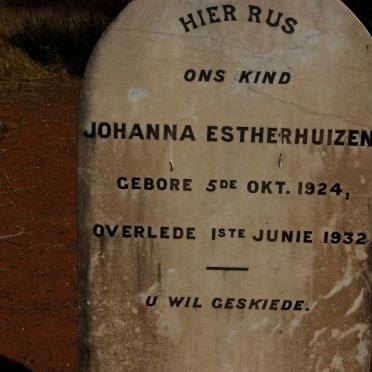 HIER RUS
ONS KIND
JOHANNA ESTHERHUIZEN
GEBORE 5DE OKT. 1924,
OVERLEDE 1STE JUNIE 1932
U WIL GESKIEDE.